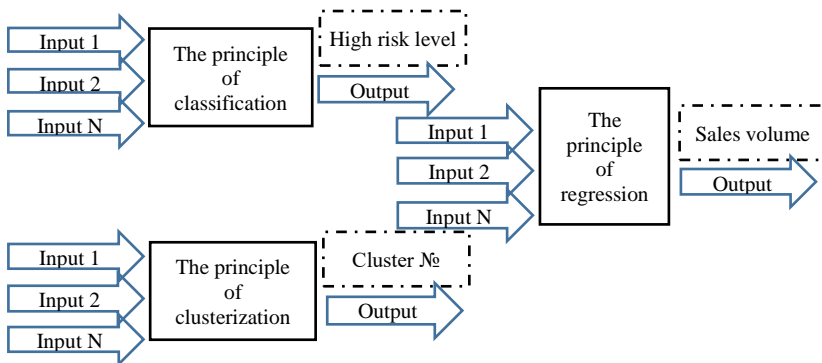 Input 1
Input 2
Input N
The principle
of
classification
High risk level
Output
Input 1
Input 2
Input N
The
principle
of
regression
Sales volume
Output
Input 1
Input 2
Input N
The principle
of
clusterization
Cluster №
Output